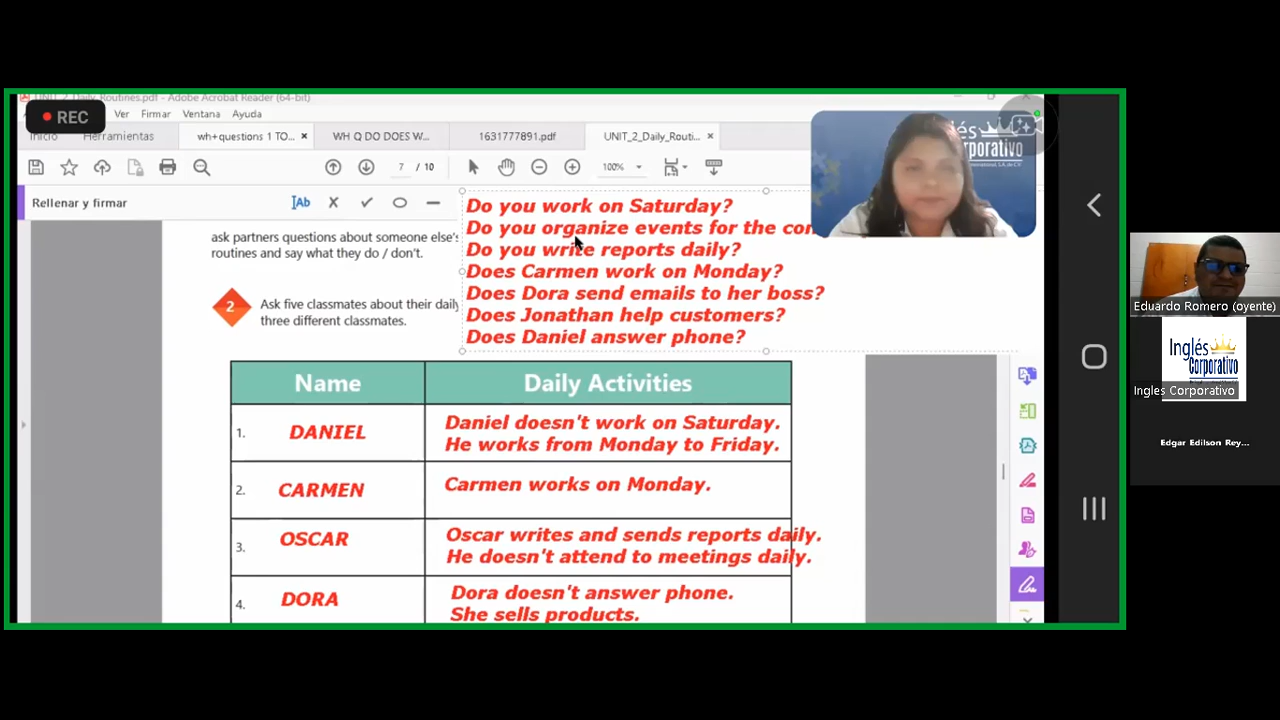 UNIT_2_Daily_Routines.pdf - Adobe Acrobat Reader (64-bit)
REC
Ver Firmar Ventana Ayuda
Inicio Herramientas wh+questions 1 TO... WH Q DO DOES W... 1631777891.pdf UNIT_2_Daily_Routi...
7 / 10 100%
Rellenar y firmar
Ab
Inglés
Corporativo
ask partners questions about someone else's
routines and say what they do / don't.
2
Ask five classmates about their daily
three different classmates.
Do you work on Saturday?
Do you organize events for the con
Do you write reports daily?
Does Carmen work on Monday?
Does Dora send emails to her boss?
Does Jonathan help customers?
Does Daniel answer phone?
Name Daily Activities
1. DANIEL Daniel doesn't work on Saturday.
He works from Monday to Friday.
2. CARMEN Carmen works on Monday.
3. OSCAR Oscar writes and sends reports daily.
He doesn't attend to meetings daily.
4. DORA Dora doesn't answer phone.
She sells products.
Eduardo Romero (oyente)
Inglés
Corporativo
Ingles Corporativo
Edgar Edilson Rey...